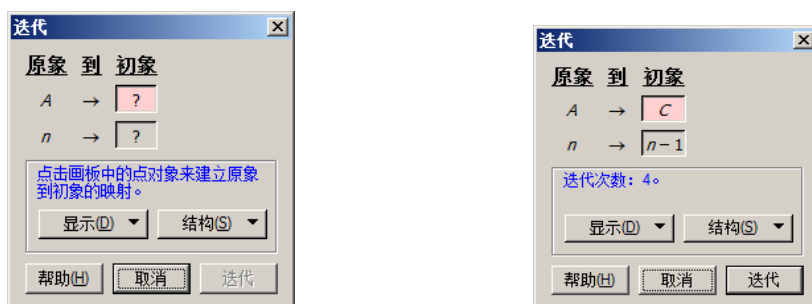 迭代
原象 到 初象
A → ?
n → ?
点击画板中的点对象来建立原象
到初象的映射。
显示(D) 结构(S)
帮助(H) 取消 迭代
迭代
原象 到 初象
A → C
n → n-1
迭代次数: 4。
显示(D) 结构(S)
帮助(H) 取消 迭代